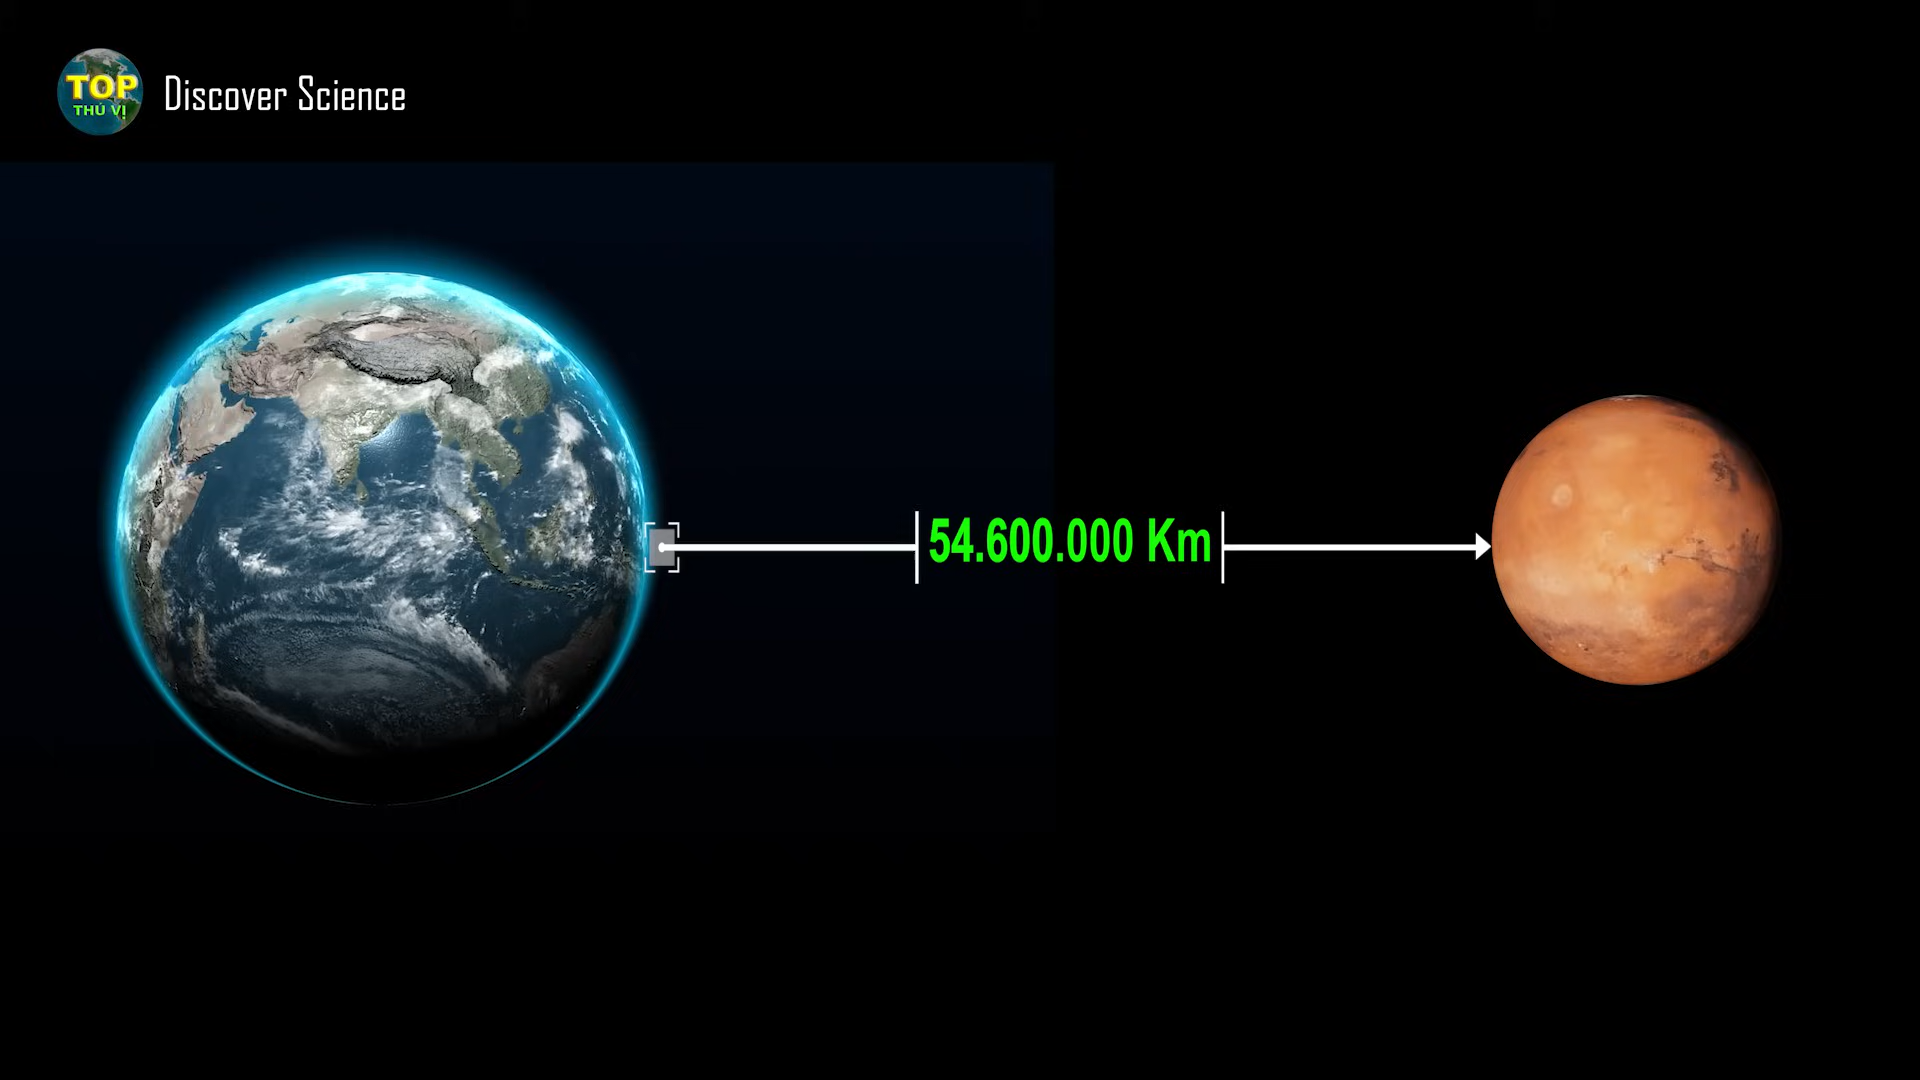 TOP
THÚ VỊ
Discover Science
54.600.000 Km